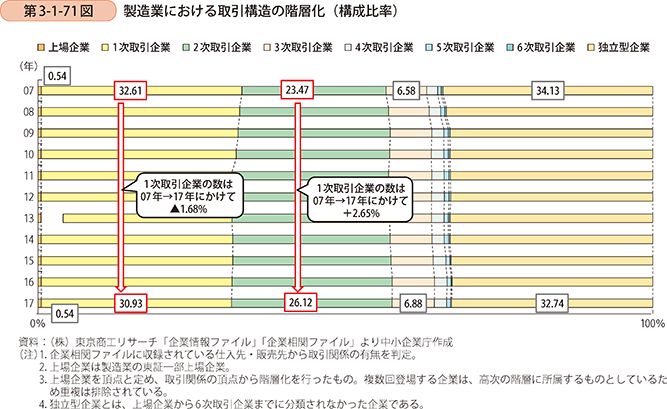 第3-1-71図 製造業における取引構造の階層化（構成比率）
上場企業 1次取引企業 2次取引企業 3次取引企業 4次取引企業 5次取引企業 6次取引企業 独立型企業
（年）
0.54
07 32.61 23.47 6.58 34.13
08
09
10
11
12
13
14
15
16
17 30.93 26.12 6.88 32.74
0.54
1次取引企業の数は
07年→17年にかけて
▲1.68%
1次取引企業の数は
07年→17年にかけて
＋2.65%
0% 100%
資料：（株）東京商工リサーチ「企業情報ファイル」「企業相関ファイル」より中小企業庁作成
（注）1. 企業相関ファイルに収録されている仕入先・販売先から取引関係の有無を判定。
2. 上場企業は製造業の東証一部上場企業。
3. 上場企業を頂点と定め、取引関係の頂点から階層化を行ったもの。複数回登場する企業は、高次の階層に所属するものとしているた
め重複は排除されている。
4. 独立型企業とは、上場企業から6次取引企業までに分類されなかった企業である。